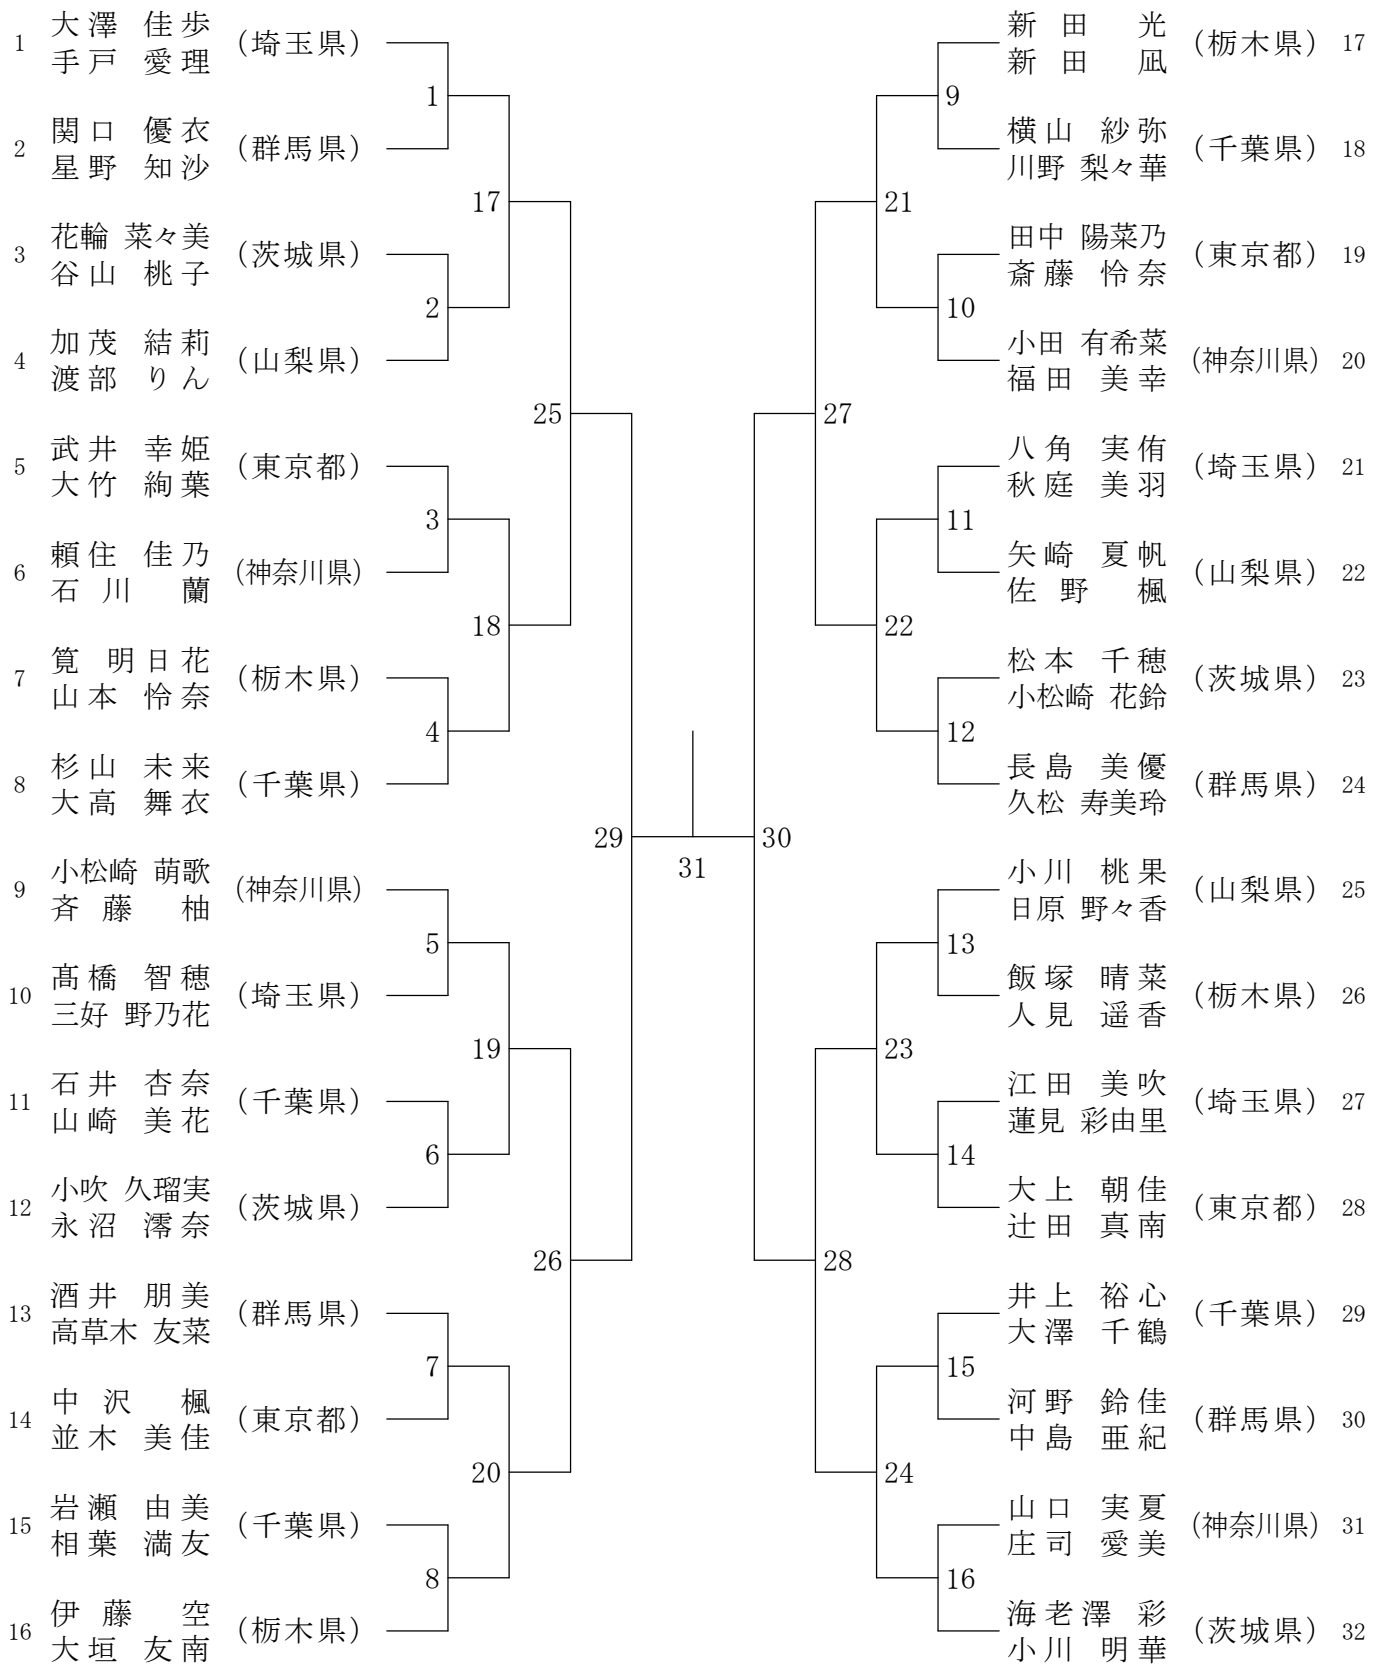 1 大澤 佳歩 (埼玉県)
手戸 愛理
2 関口 優衣 (群馬県)
星野 知沙
3 花輪 菜々美 (茨城県)
谷山 桃子
4 加茂 結莉 (山梨県)
渡部 りん
5 武井 幸姫 (東京都)
大竹 絢葉
6 頼住 佳乃 (神奈川県)
石川 蘭
7 筧 明日花 (栃木県)
山本 怜奈
8 杉山 未来 (千葉県)
大高 舞衣
9 小松崎 萌歌 (神奈川県)
斉藤 柚
10 髙橋 智穂 (埼玉県)
三好 野乃花
11 石井 杏奈 (千葉県)
山崎 美花
12 小吹 久瑠実 (茨城県)
永沼 澪奈
13 酒井 朋美 (群馬県)
高草木 友菜
14 中沢 楓 (東京都)
並木 美佳
15 岩瀬 由美 (千葉県)
相葉 満友
16 伊藤 空 (栃木県)
大垣 友南
1
2
3
4
5
6
7
8
17
18
19
20
25
26
29
31
30
27
28
21
22
23
24
9
10
11
12
13
14
15
16
新田 光 (栃木県) 17
新田 凪
横山 紗弥 (千葉県) 18
川野 梨々華
田中 陽菜乃 (東京都) 19
斎藤 怜奈
小田 有希菜 (神奈川県) 20
福田 美幸
八角 実侑 (埼玉県) 21
秋庭 美羽
矢崎 夏帆 (山梨県) 22
佐野 楓
松本 千穂 (茨城県) 23
小松崎 花鈴
長島 美優 (群馬県) 24
久松 寿美玲
小川 桃果 (山梨県) 25
日原 野々香
飯塚 晴菜 (栃木県) 26
人見 遥香
江田 美吹 (埼玉県) 27
蓮見 彩由里
大上 朝佳 (東京都) 28
辻田 真南
井上 裕心 (千葉県) 29
大澤 千鶴
河野 鈴佳 (群馬県) 30
中島 亜紀
山口 実夏 (神奈川県) 31
庄司 愛美
海老澤 彩 (茨城県) 32
小川 明華